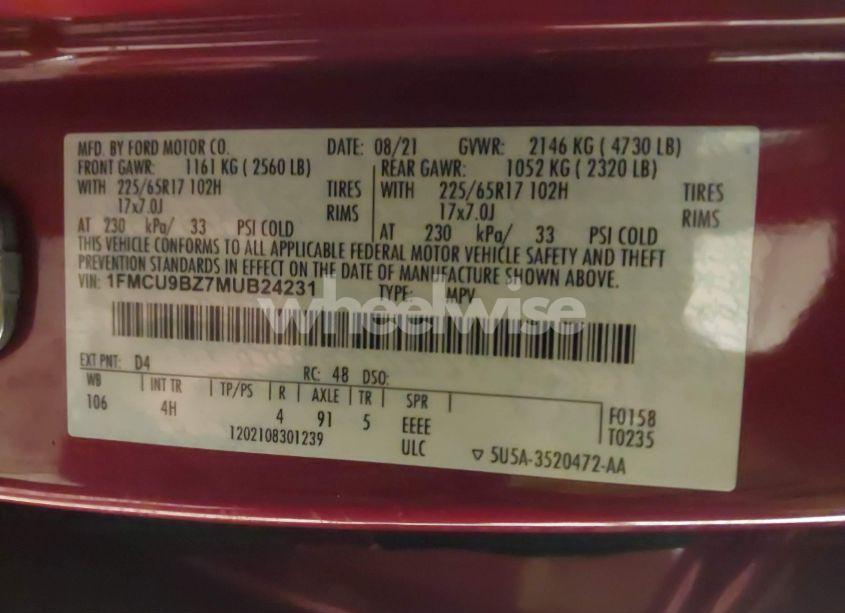 MFD. BY FORD MOTOR CO. DATE: 08/21 GVWR: 2146 KG ( 4730 LB)
FRONT GAWR: 1161 KG ( 2560 LB) REAR GAWR: 1052 KG ( 2320 LB)
WITH 225/65R17 102H TIRES WITH 225/65R17 102H TIRES
17x7.0J RIMS 17x7.0J RIMS
AT 230 kPa/ 33 PSI COLD AT 230 kPa/ 33 PSI COLD
THIS VEHICLE CONFORMS TO ALL APPLICABLE FEDERAL MOTOR VEHICLE SAFETY AND THEFT
PREVENTION STANDARDS IN EFFECT ON THE DATE OF MANUFACTURE SHOWN ABOVE.
VIN: 1FMCU9BZ7MUB24231 TYPE: MPV
wheelwise
EXT PNT: D4 RC: 48 DSO:
WB INT TR TP/PS R AXLE TR SPR
106 4H 4 91 5 EEEE F0158
1202108301239 ULC T0235
5U5A-3520472-AA